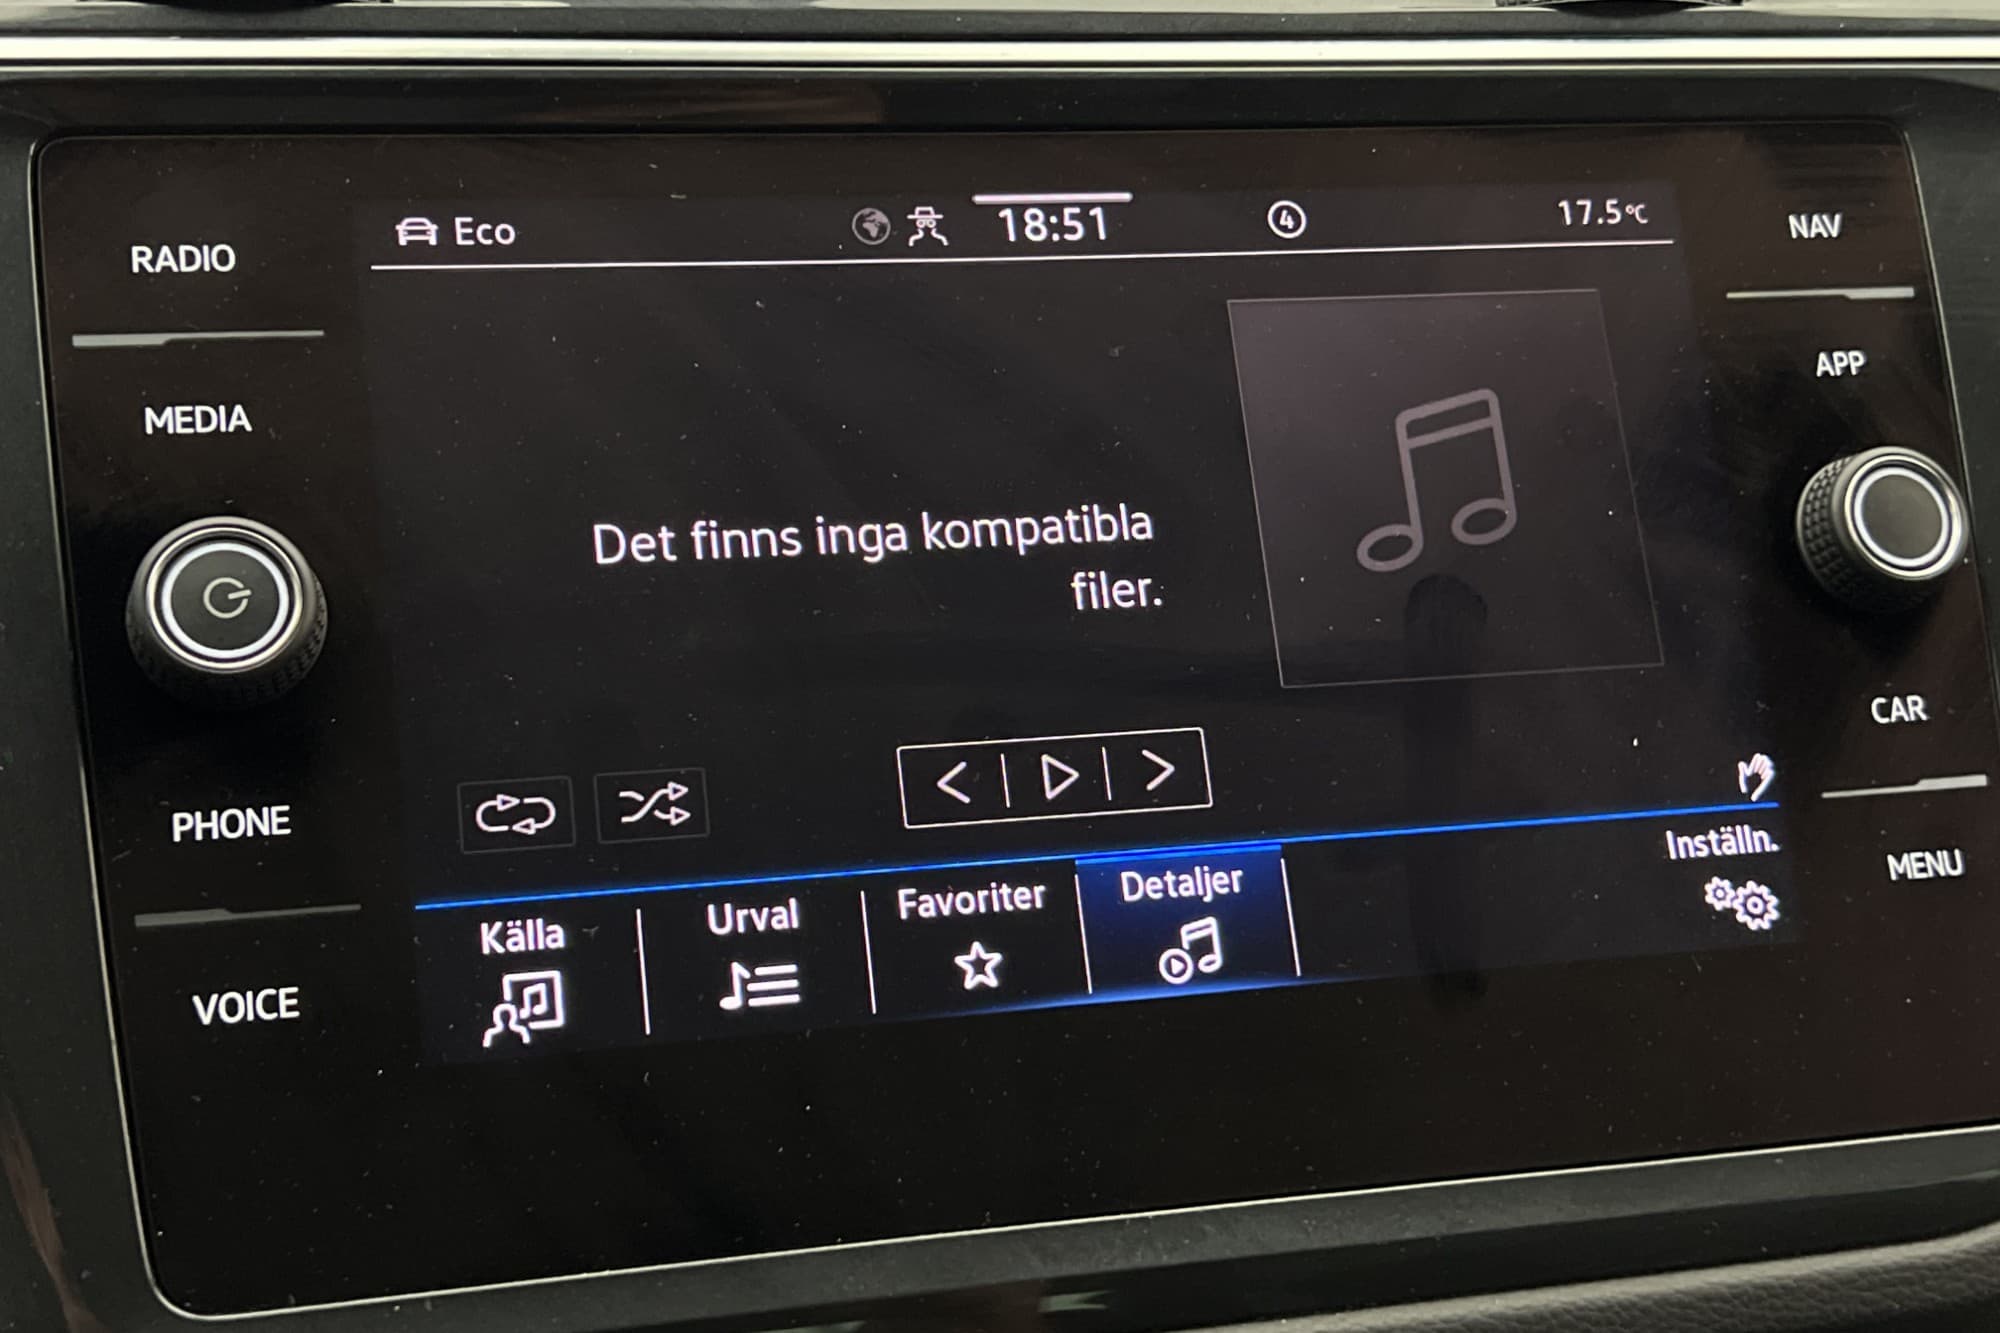 RADIO
MEDIA
PHONE
VOICE
Eco
18:51
4
17.5°C
Det finns inga kompatibla
filer.
Källa
Urval
Favoriter
Detaljer
Inställn.
NAV
APP
CAR
MENU